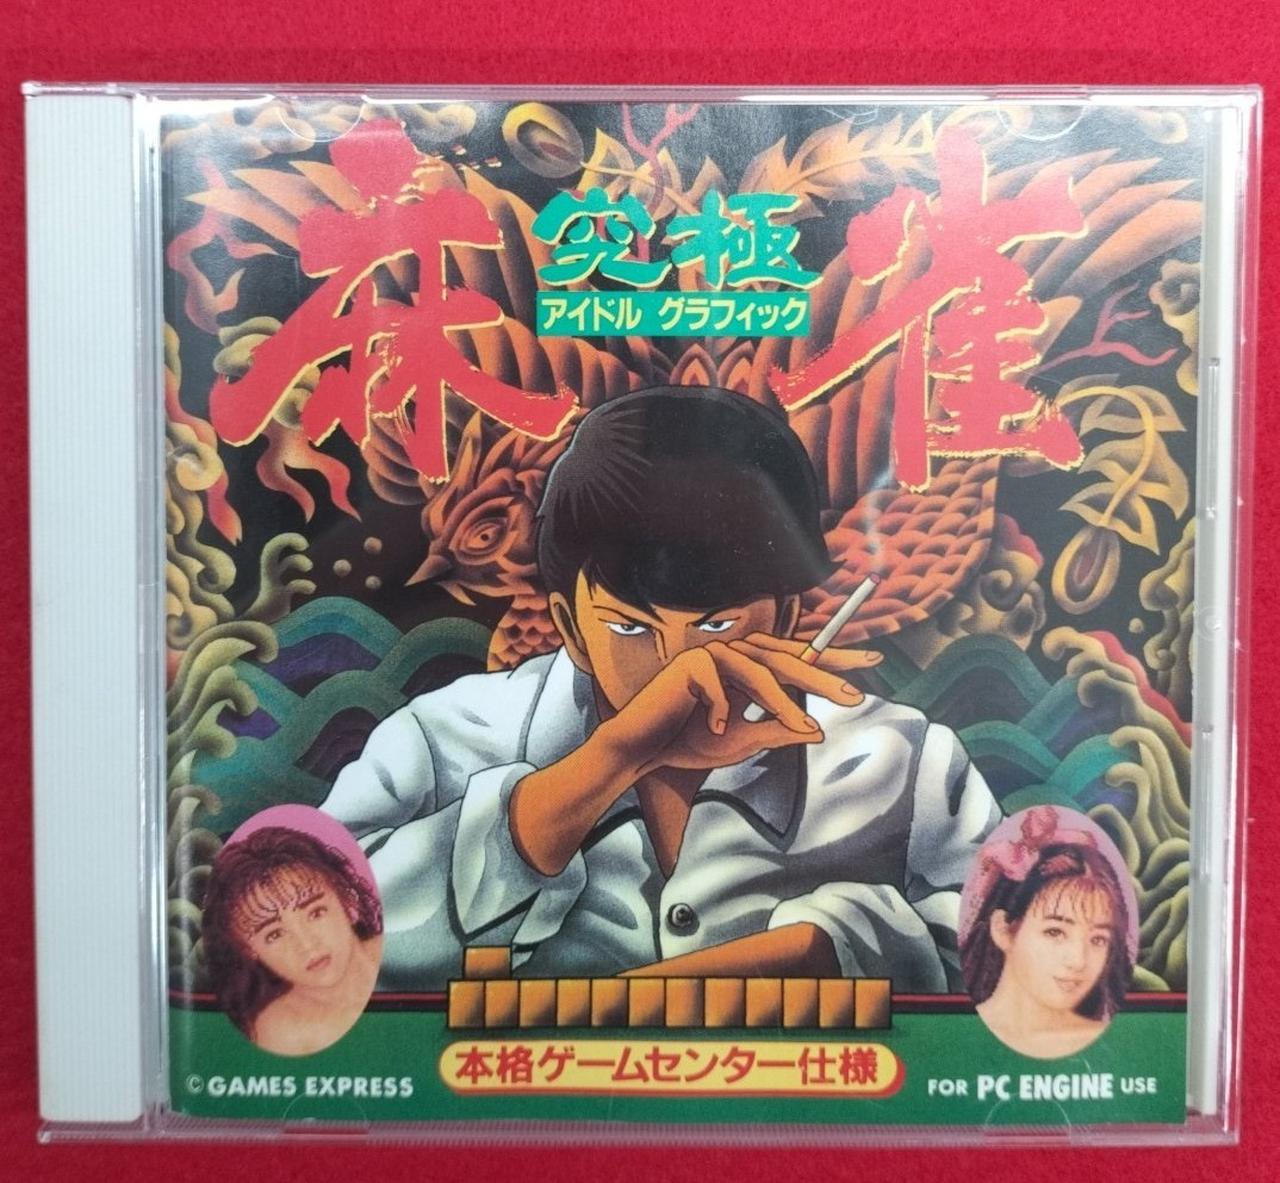 究極
麻雀
アイドル グラフィック
本格ゲームセンター仕様
© GAMES EXPRESS
FOR PC ENGINE USE